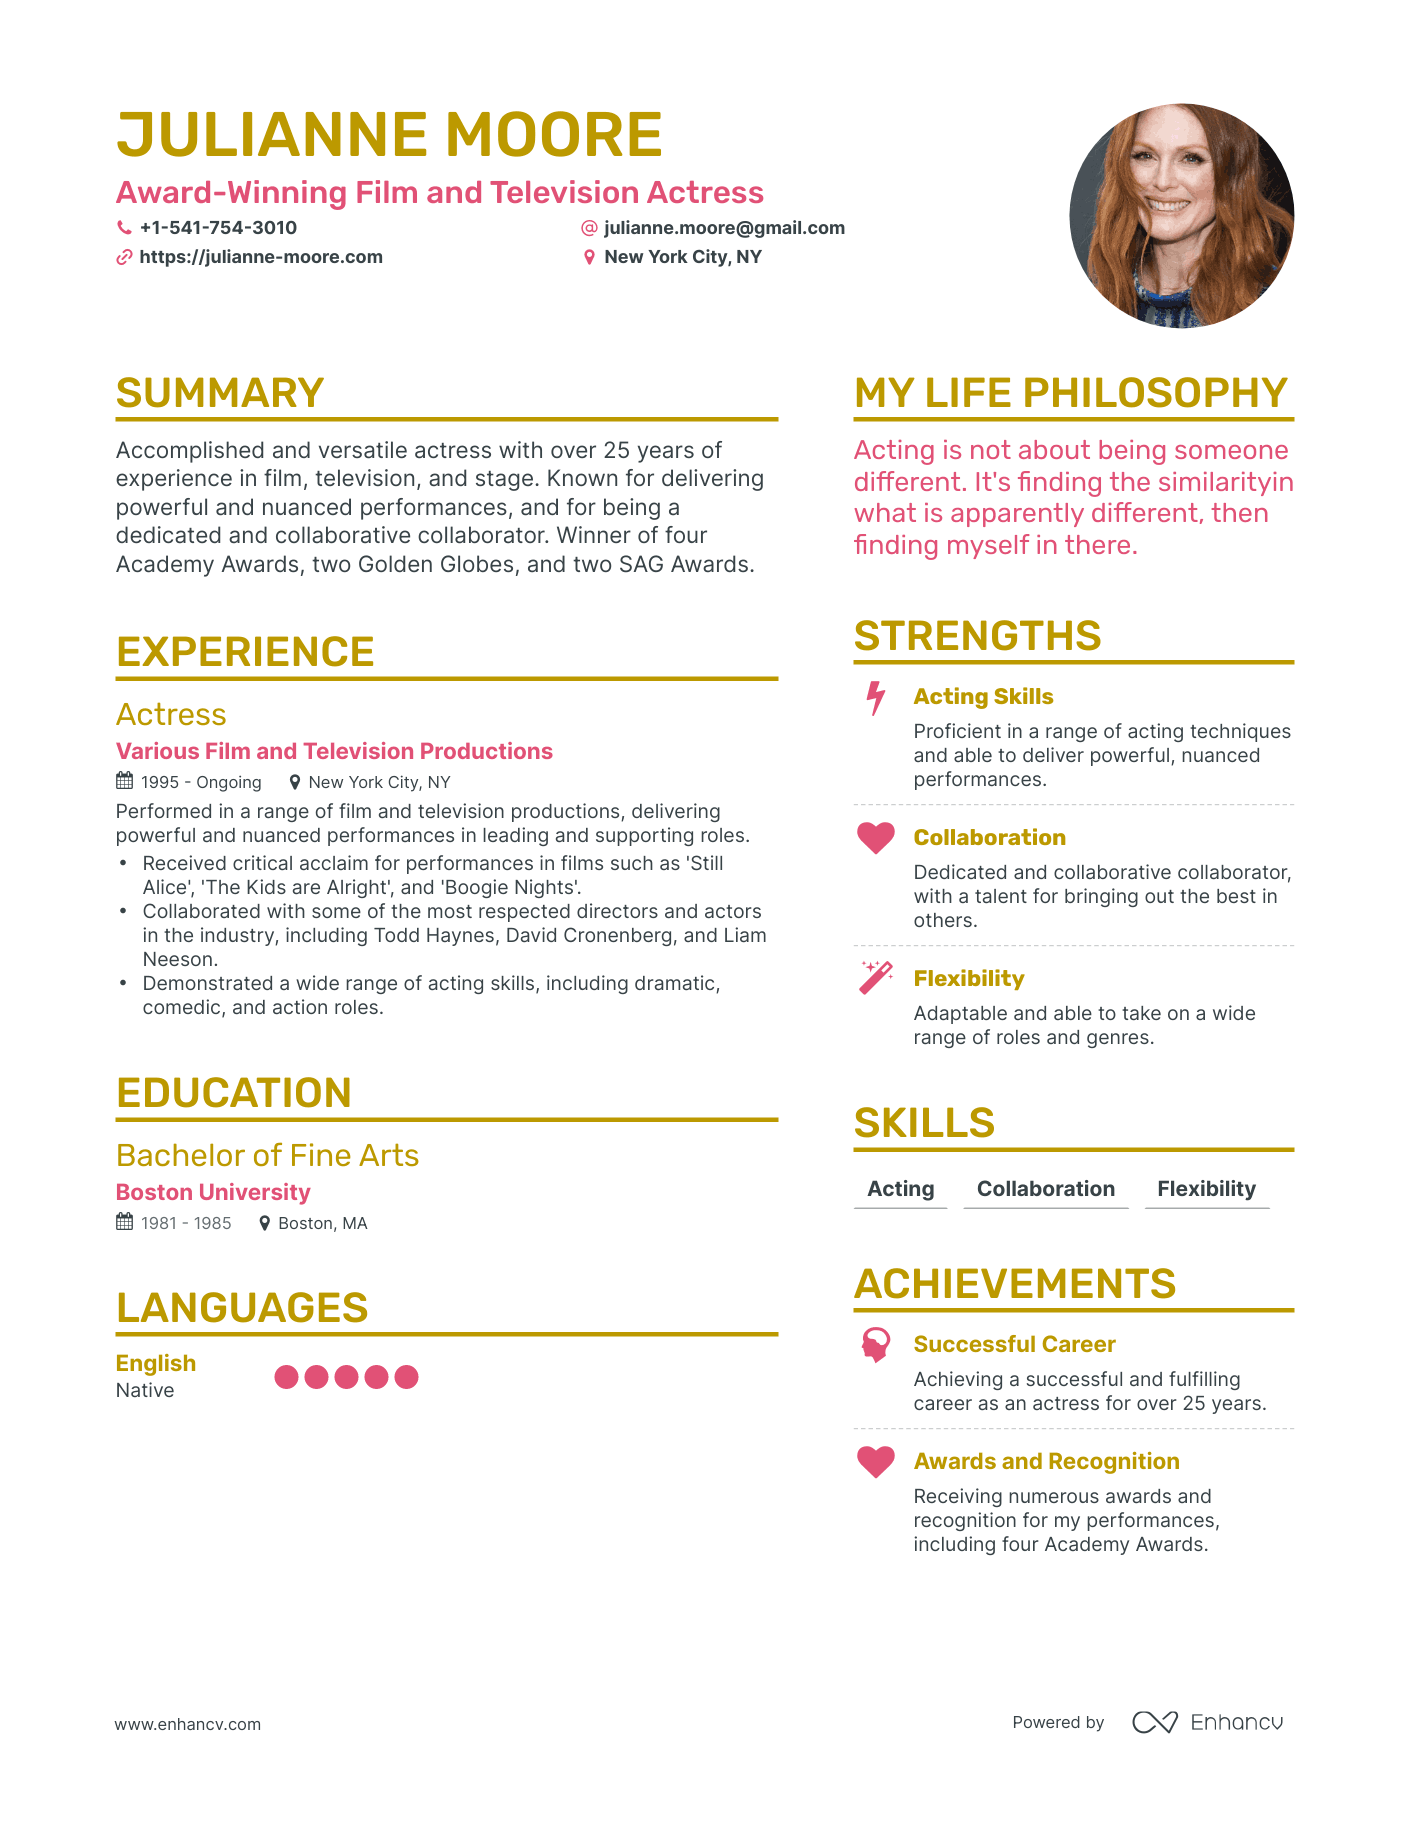 JULIANNE MOORE
Award-Winning Film and Television Actress
+1-541-754-3010
julianne.moore@gmail.com
https://julianne-moore.com
New York City, NY
SUMMARY
Accomplished and versatile actress with over 25 years of
experience in film, television, and stage. Known for delivering
powerful and nuanced performances, and for being a
dedicated and collaborative collaborator. Winner of four
Academy Awards, two Golden Globes, and two SAG Awards.
EXPERIENCE
Actress
Various Film and Television Productions
1995 - Ongoing
New York City, NY
Performed in a range of film and television productions, delivering
powerful and nuanced performances in leading and supporting roles.
• Received critical acclaim for performances in films such as 'Still
Alice', 'The Kids are Alright', and 'Boogie Nights'.
• Collaborated with some of the most respected directors and actors
in the industry, including Todd Haynes, David Cronenberg, and Liam
Neeson.
• Demonstrated a wide range of acting skills, including dramatic,
comedic, and action roles.
EDUCATION
Bachelor of Fine Arts
Boston University
1981 - 1985
Boston, MA
LANGUAGES
English
Native
MY LIFE PHILOSOPHY
Acting is not about being someone
different. It's finding the similarityin
what is apparently different, then
finding myself in there.
STRENGTHS
Acting Skills
Proficient in a range of acting techniques
and able to deliver powerful, nuanced
performances.
Collaboration
Dedicated and collaborative collaborator,
with a talent for bringing out the best in
others.
Flexibility
Adaptable and able to take on a wide
range of roles and genres.
SKILLS
Acting
Collaboration
Flexibility
ACHIEVEMENTS
Successful Career
Achieving a successful and fulfilling
career as an actress for over 25 years.
Awards and Recognition
Receiving numerous awards and
recognition for my performances,
including four Academy Awards.
www.enhancv.com
Powered by
Enhancv